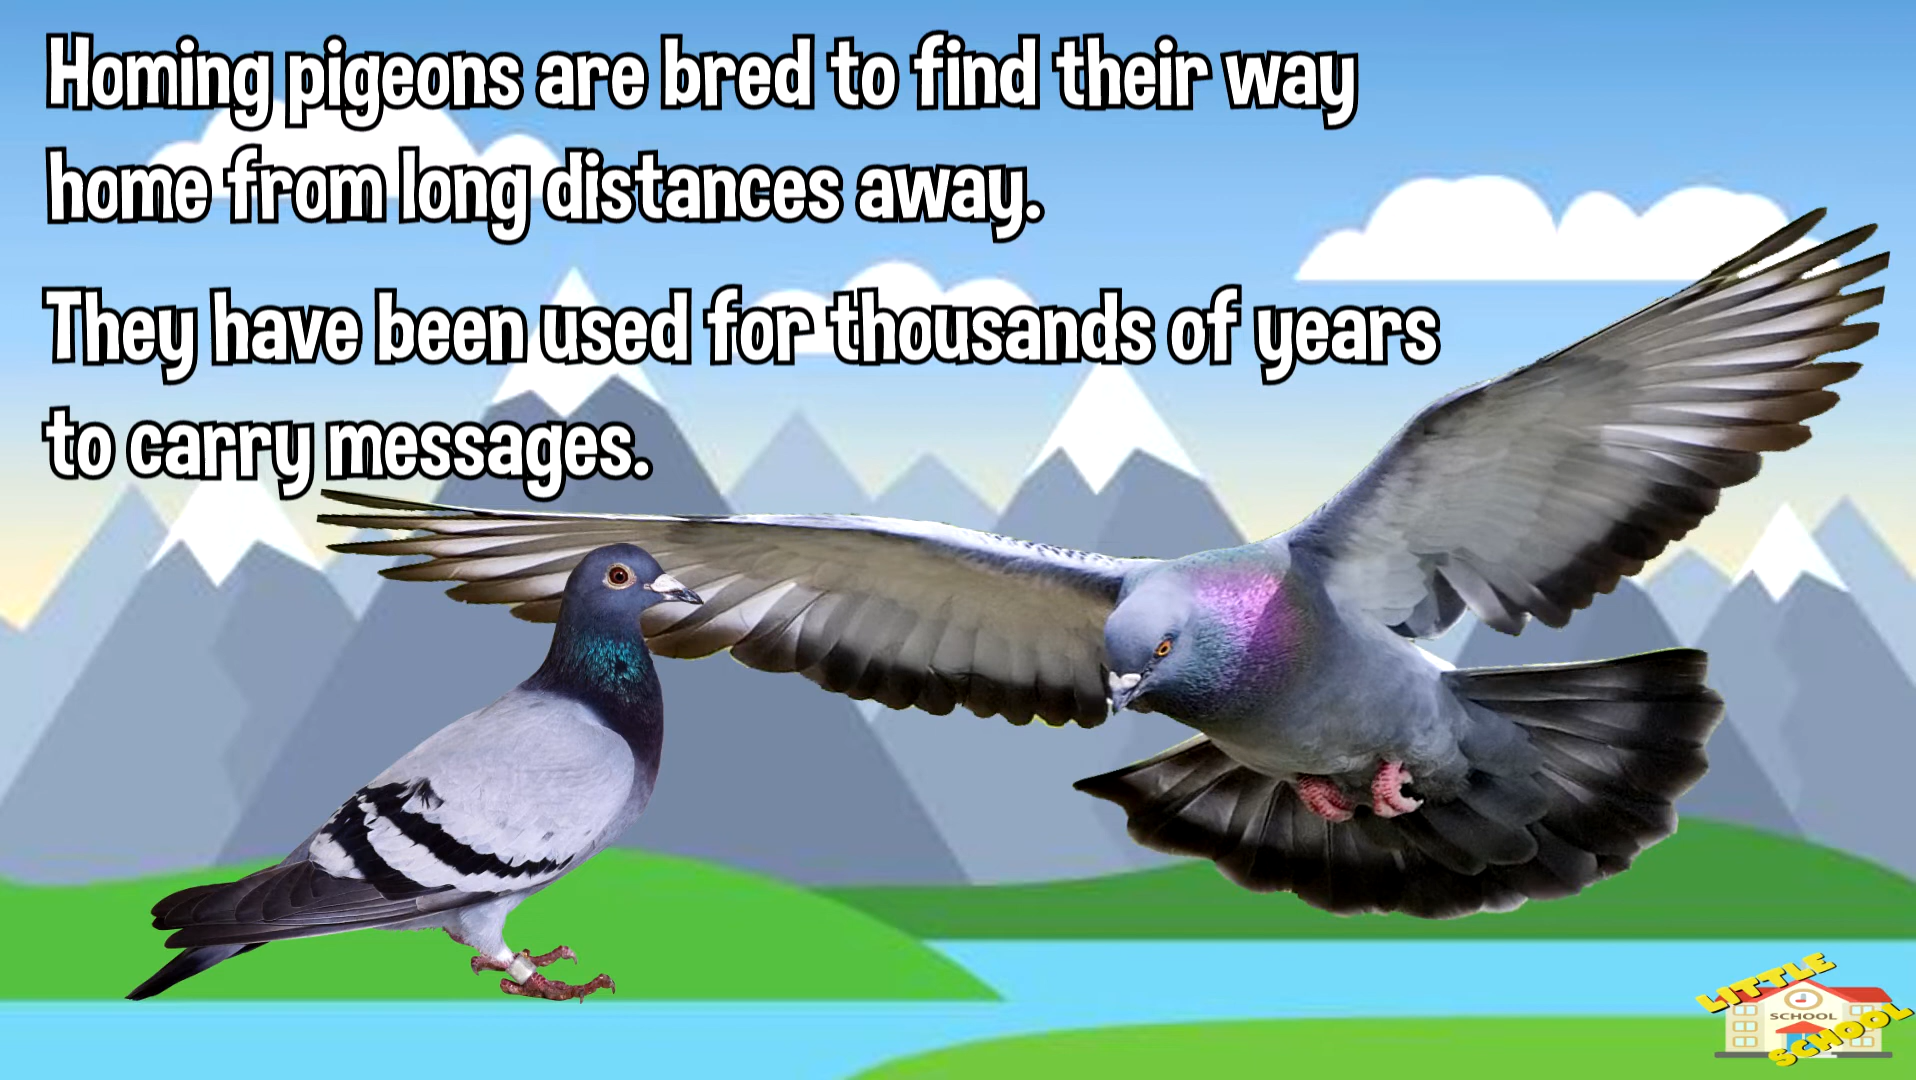 Homing pigeons are bred to find their way
home from long distances away.
They have been used for thousands of years
to carry messages.
LITTLE
SCHOOL
SCHOOL